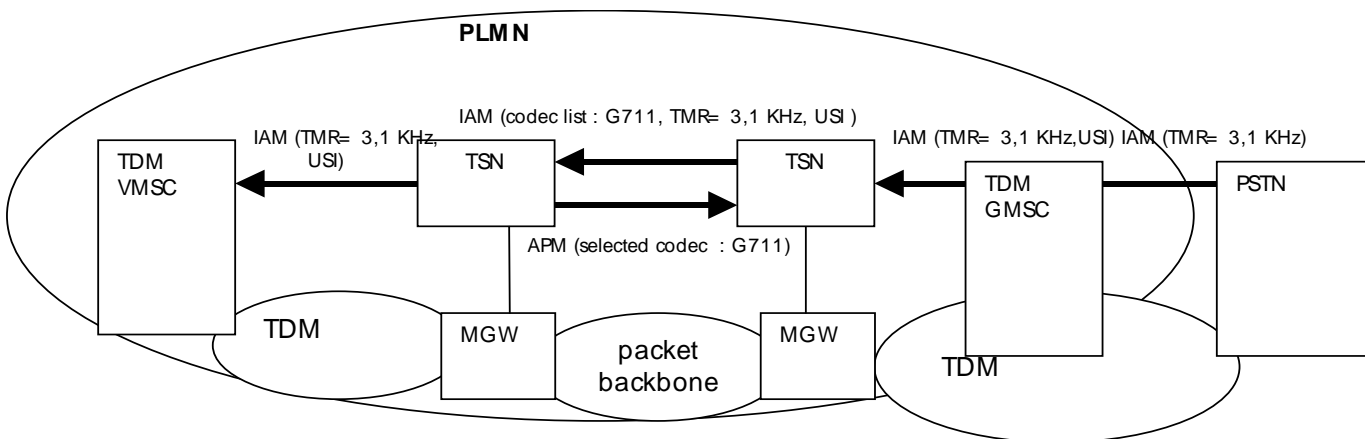 PLMN
IAM (codec list : G711, TMR= 3,1 KHz, USI )
IAM (TMR= 3,1 KHz,
USI)
IAM (TMR= 3,1 KHz,USI) IAM (TMR= 3,1 KHz)
TDM
VMSC
TSN
TSN
TDM
GMSC
PSTN
APM (selected codec : G711)
TDM
MGW
packet
backbone
MGW
TDM